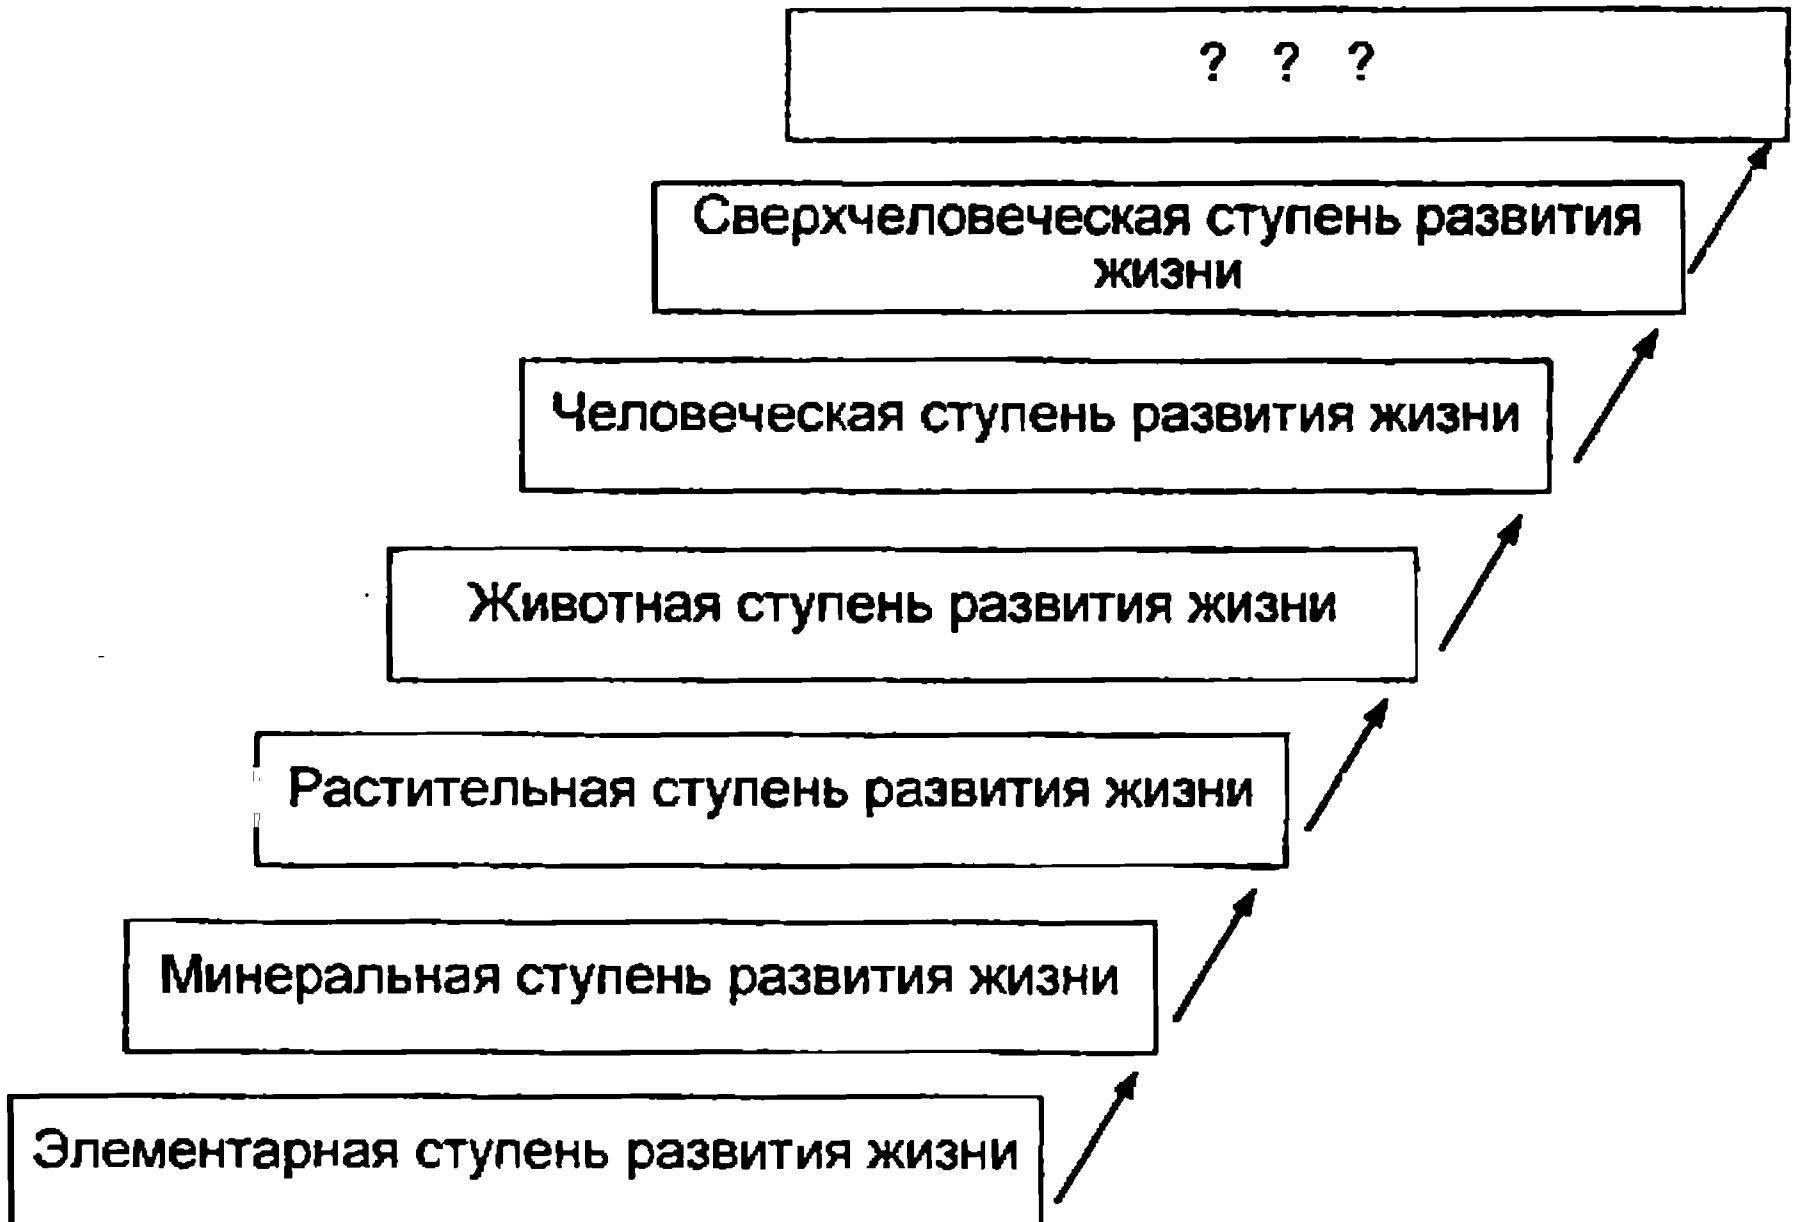 ? ? ?
Сверхчеловеческая ступень развития
жизни
Человеческая ступень развития жизни
Животная ступень развития жизни
Растительная ступень развития жизни
Минеральная ступень развития жизни
Элементарная ступень развития жизни